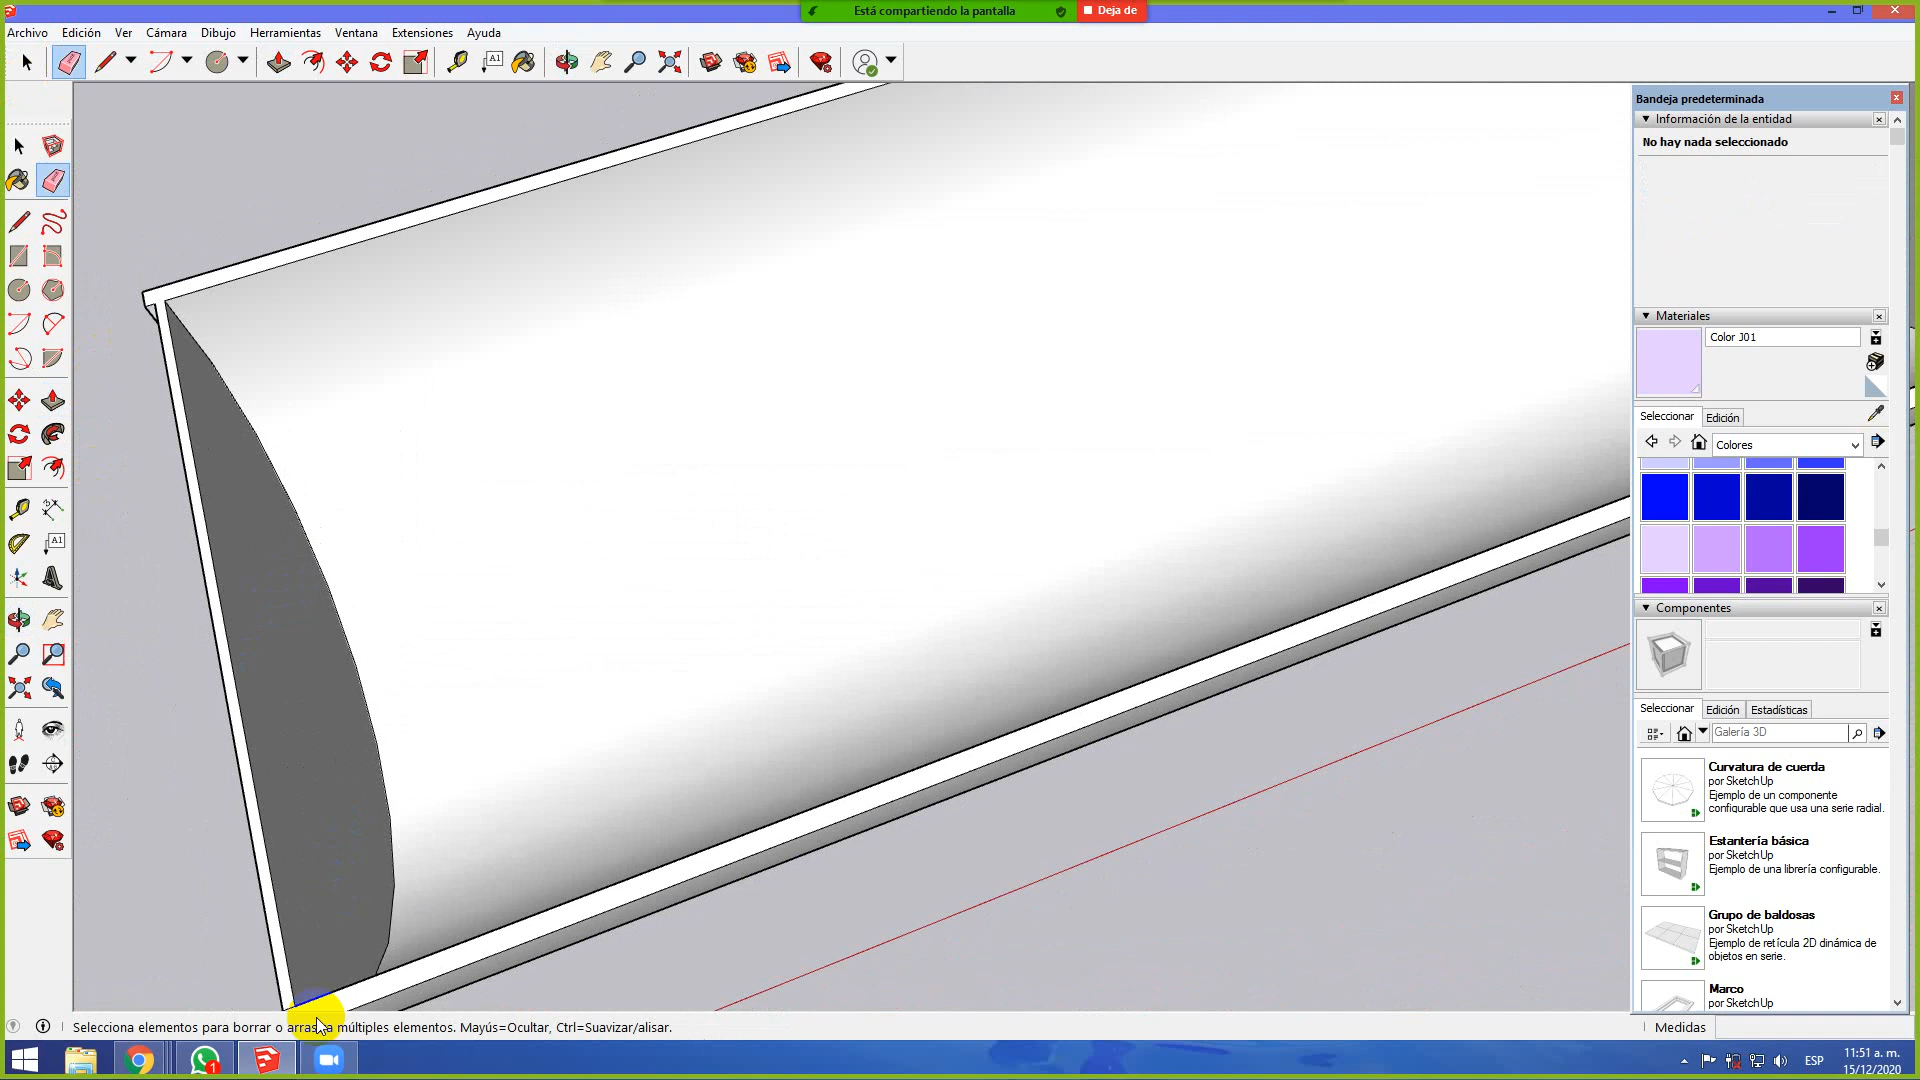 Está compartiendo la pantalla
Deja de
Archivo Edición Ver Cámara Dibujo Herramientas Ventana Extensiones Ayuda
A1
Bandeja predeterminada
Información de la entidad
No hay nada seleccionado
Materiales
Color J01
Seleccionar Edición
Colores
A1
Componentes
Seleccionar Edición Estadísticas
Galería 3D
Curvatura de cuerda
por SketchUp
Ejemplo de un componente
configurable que usa una serie radial.
Estantería básica
por SketchUp
Ejemplo de una librería configurable.
Grupo de baldosas
por SketchUp
Ejemplo de retícula 2D dinámica de
objetos en serie.
Marco
por SketchUp
Selecciona elementos para borrar o arrastra múltiples elementos. Mayús=Ocultar, Ctrl=Suavizar/alisar.
Medidas
1
ESP
11:51 a. m.
15/12/2020